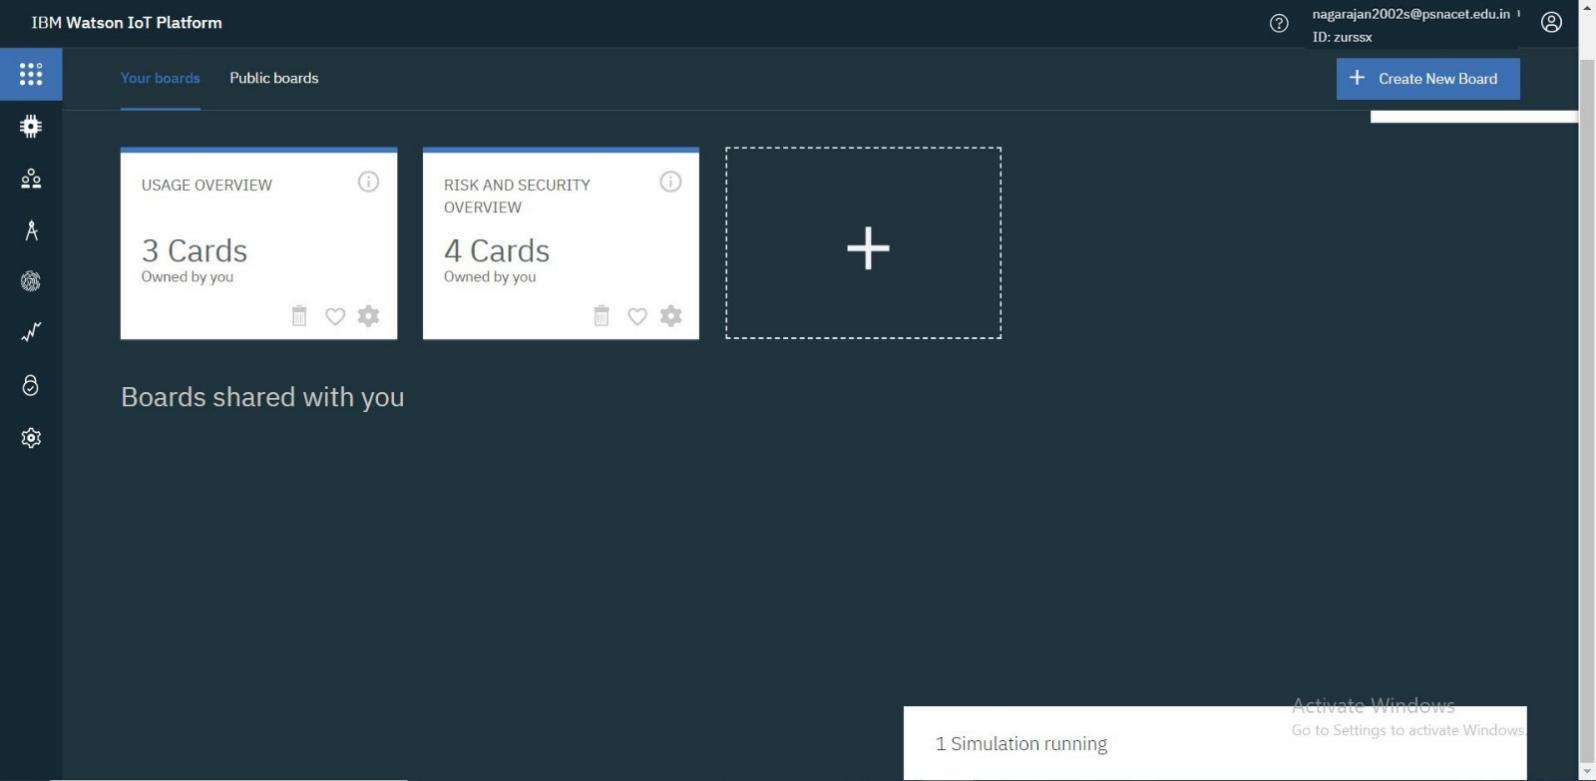 IBM Watson IoT Platform
nagarajan2002s@psnacet.edu.in
ID: zurssx
Your boards
Public boards
+ Create New Board
USAGE OVERVIEW
3 Cards
Owned by you
RISK AND SECURITY
OVERVIEW
4 Cards
Owned by you
Boards shared with you
Activate Windows
Go to Settings to activate Windows.
1 Simulation running